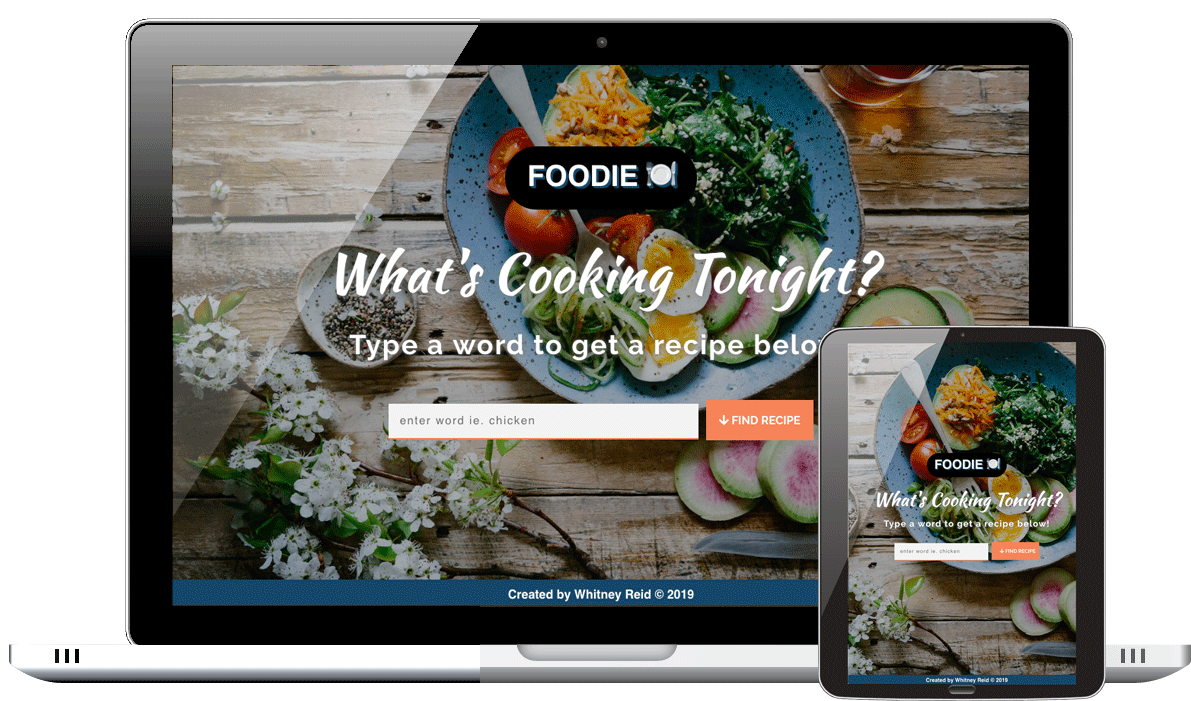 FOODIE
What's Cooking Tonight?
Type a word to get a recipe belo
enter word ie. chicken
FIND RECIPE
Created by Whitney Reid © 2019
FOODIE
What's Cooking Tonight?
Type a word to get a recipe below!
enter word ie. chicken
FIND RECIPE
Created by Whitney Reid © 2019